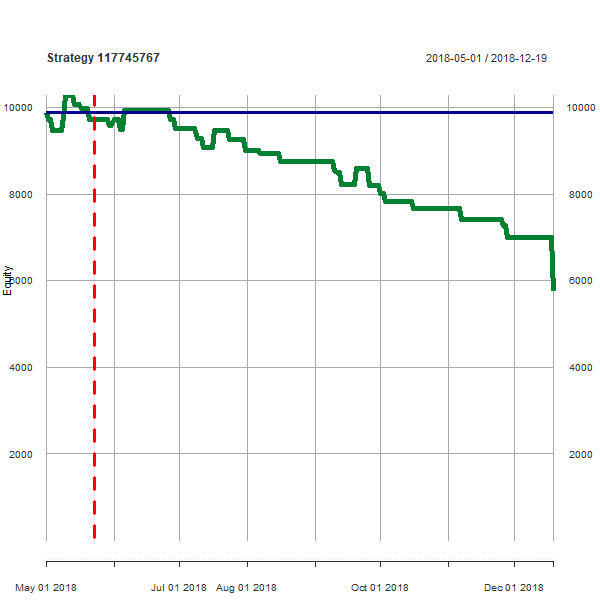 Strategy 117745767
2018-05-01 / 2018-12-19
10000
10000
8000
8000
Equity
6000
6000
4000
4000
2000
2000
May 01 2018
Jul 01 2018
Aug 01 2018
Oct 01 2018
Dec 01 2018